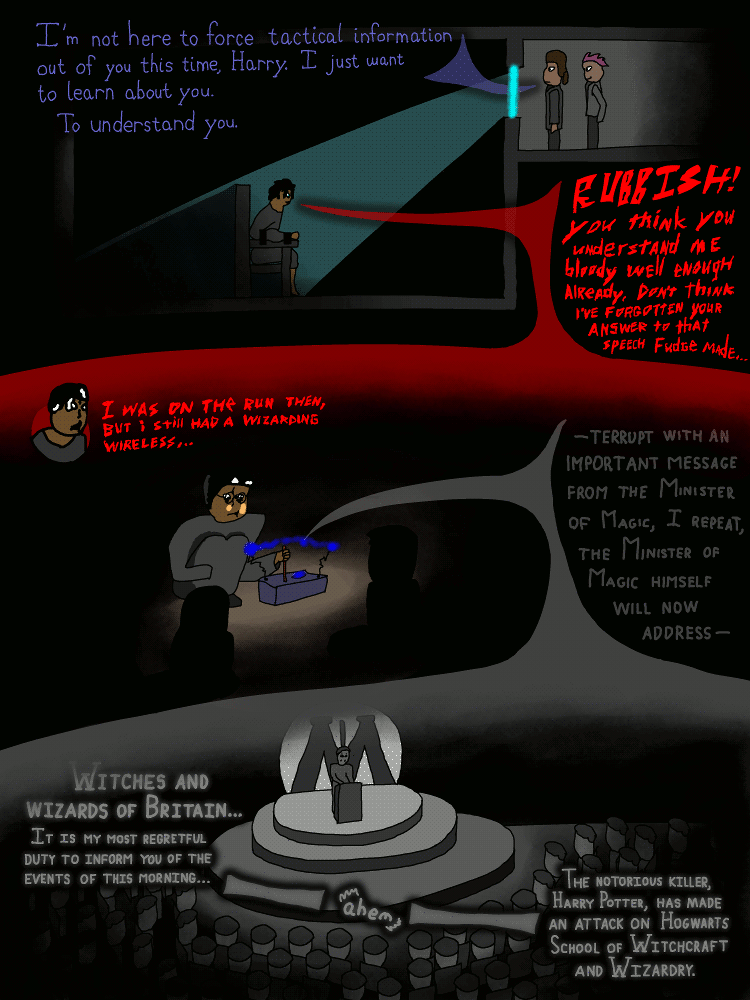 I'm not here to force tactical information
out of you this time, Harry. I just want
to learn about you.
To understand you.
RUBBISH!
You think you
understand me
bloody well enough
already, Don't think
I've forgotten your
answer to that
speech Fudge made...
I was on the run then,
but i still had a wizarding
wireless...
—terrupt with an
important message
from the Minister
of Magic, I repeat,
the Minister of
Magic himself
will now
address—
Witches and
wizards of Britain...
It is my most regretful
duty to inform you of the
events of this morning...
ahem
The notorious killer,
Harry Potter, has made
an attack on Hogwarts
School of Witchcraft
and Wizardry.